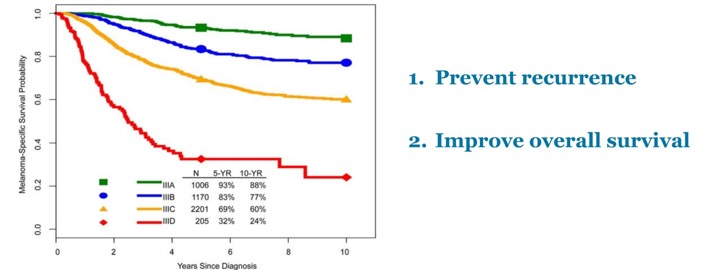 1. Prevent recurrence
2. Improve overall survival
Melanoma-Specific Survival Probability
1.0
0.8
0.6
0.4
0.2
0.0
N 5-YR 10-YR
IIIA 1006 93% 88%
IIIB 1170 83% 77%
IIIC 2201 69% 60%
IIID 205 32% 24%
0 2 4 6 8 10
Years Since Diagnosis